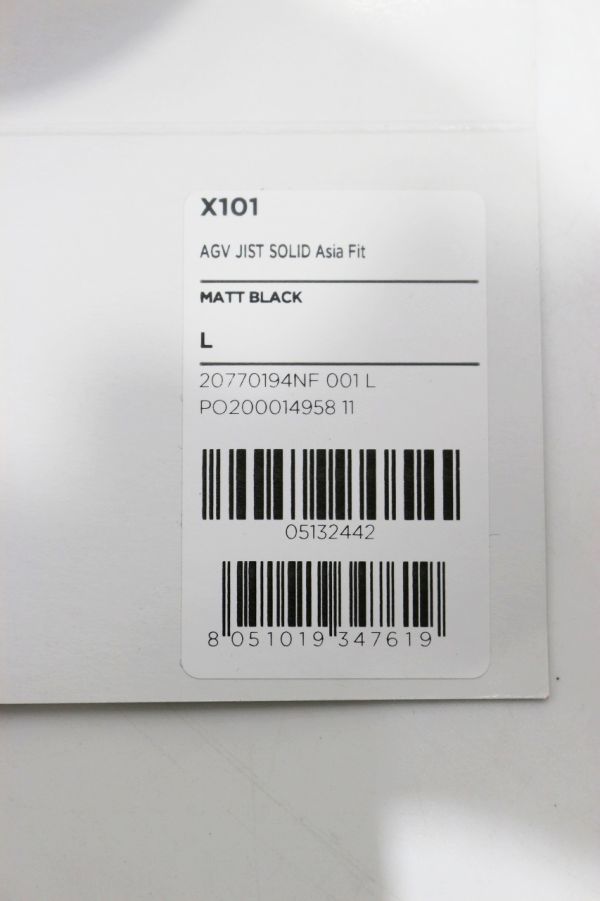 X101
AGV JIST SOLID Asia Fit
MATT BLACK
L
20770194NF 001 L
PO200014958 11
05132442
8 051019 347619